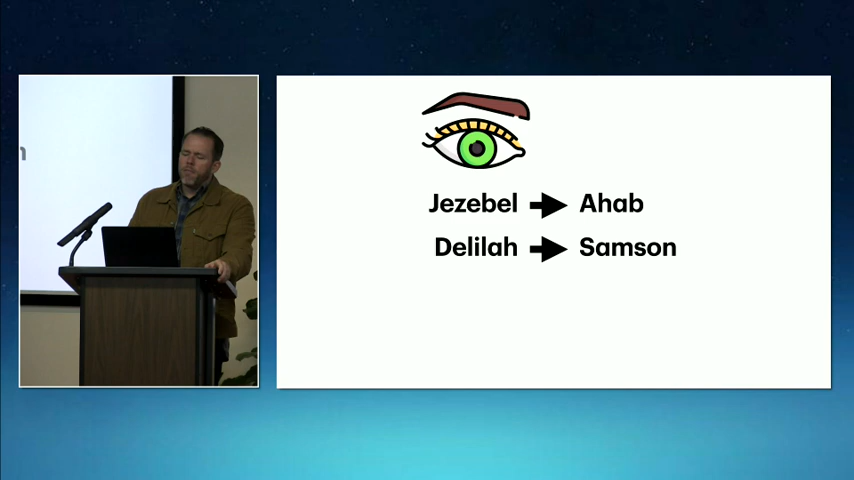 Jezebel → Ahab
Delilah → Samson